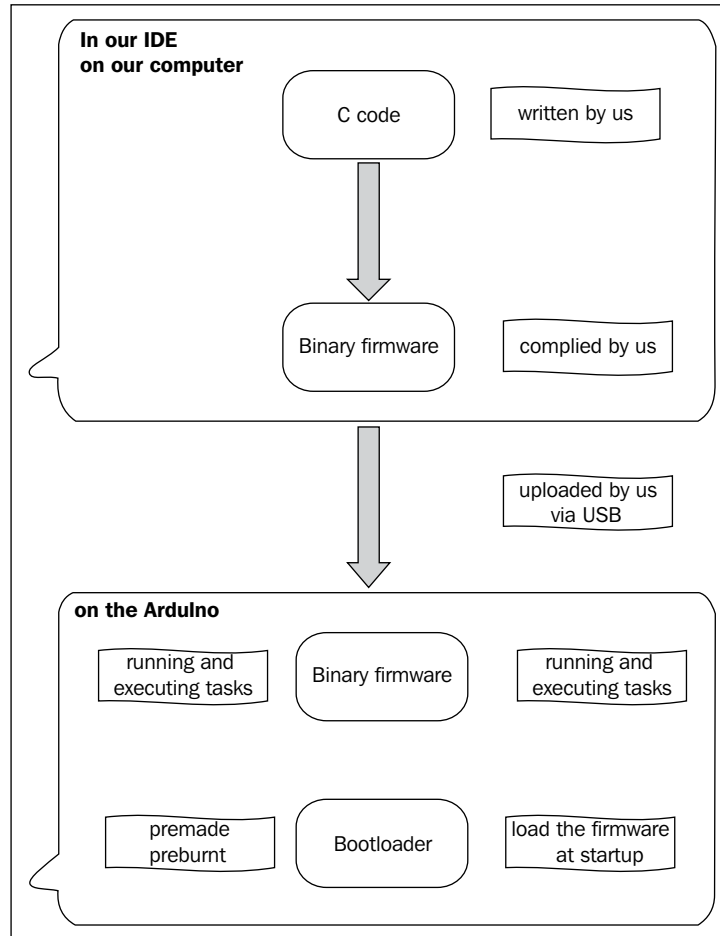 In our IDE
on our computer
C code
written by us
Binary firmware
complied by us
uploaded by us
via USB
on the Ardulno
running and
executing tasks
Binary firmware
running and
executing tasks
premade
preburnt
Bootloader
load the firmware
at startup